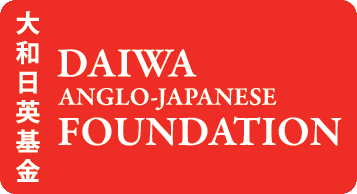 大和日英基金
DAIWA
ANGLO-JAPANESE
FOUNDATION